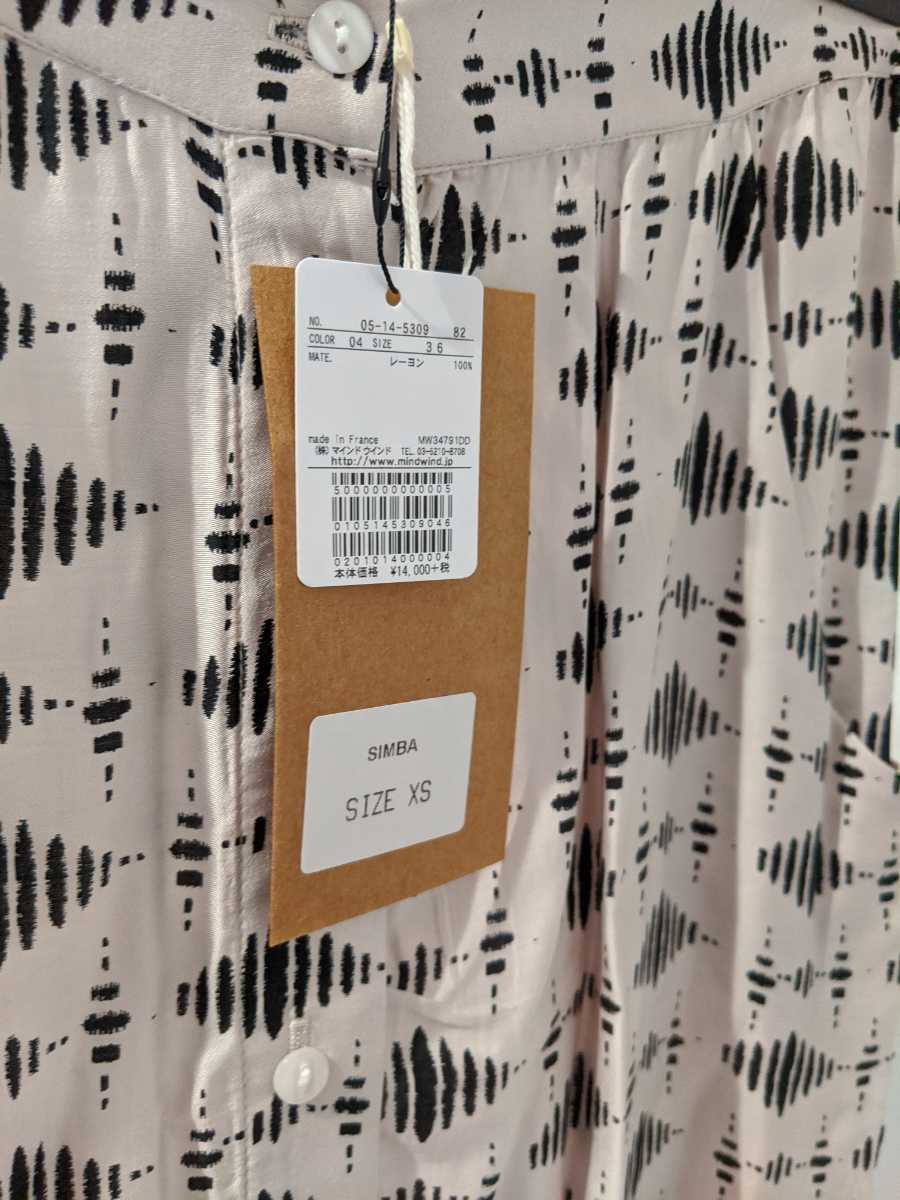 NO. 05-14-5309 82
COLOR 04 SIZE 36
MATE. レーヨン 100%
made in France MW34791DD
(株)マインドウインド TEL.03-5210-8708
http://www.mindwind.jp
5000000000005
0105145309046
0201014000004
本体価格 ¥14,000+税
SIMBA
SIZE XS